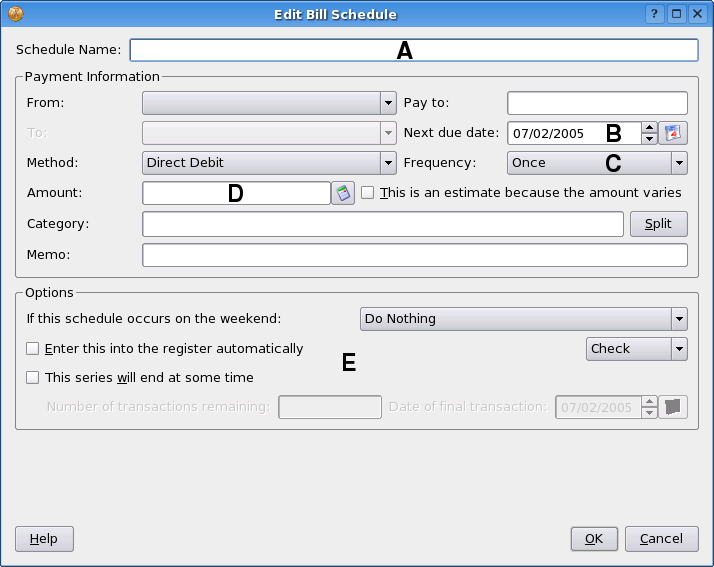 Edit Bill Schedule
Schedule Name: A
Payment Information
From: Pay to:
To: Next due date: 07/02/2005 B
Method: Direct Debit Frequency: Once C
Amount: D This is an estimate because the amount varies
Category: Split
Memo:
Options
If this schedule occurs on the weekend: Do Nothing
Enter this into the register automatically Check
E
This series will end at some time
Number of transactions remaining: Date of final transaction: 07/02/2005
Help OK Cancel